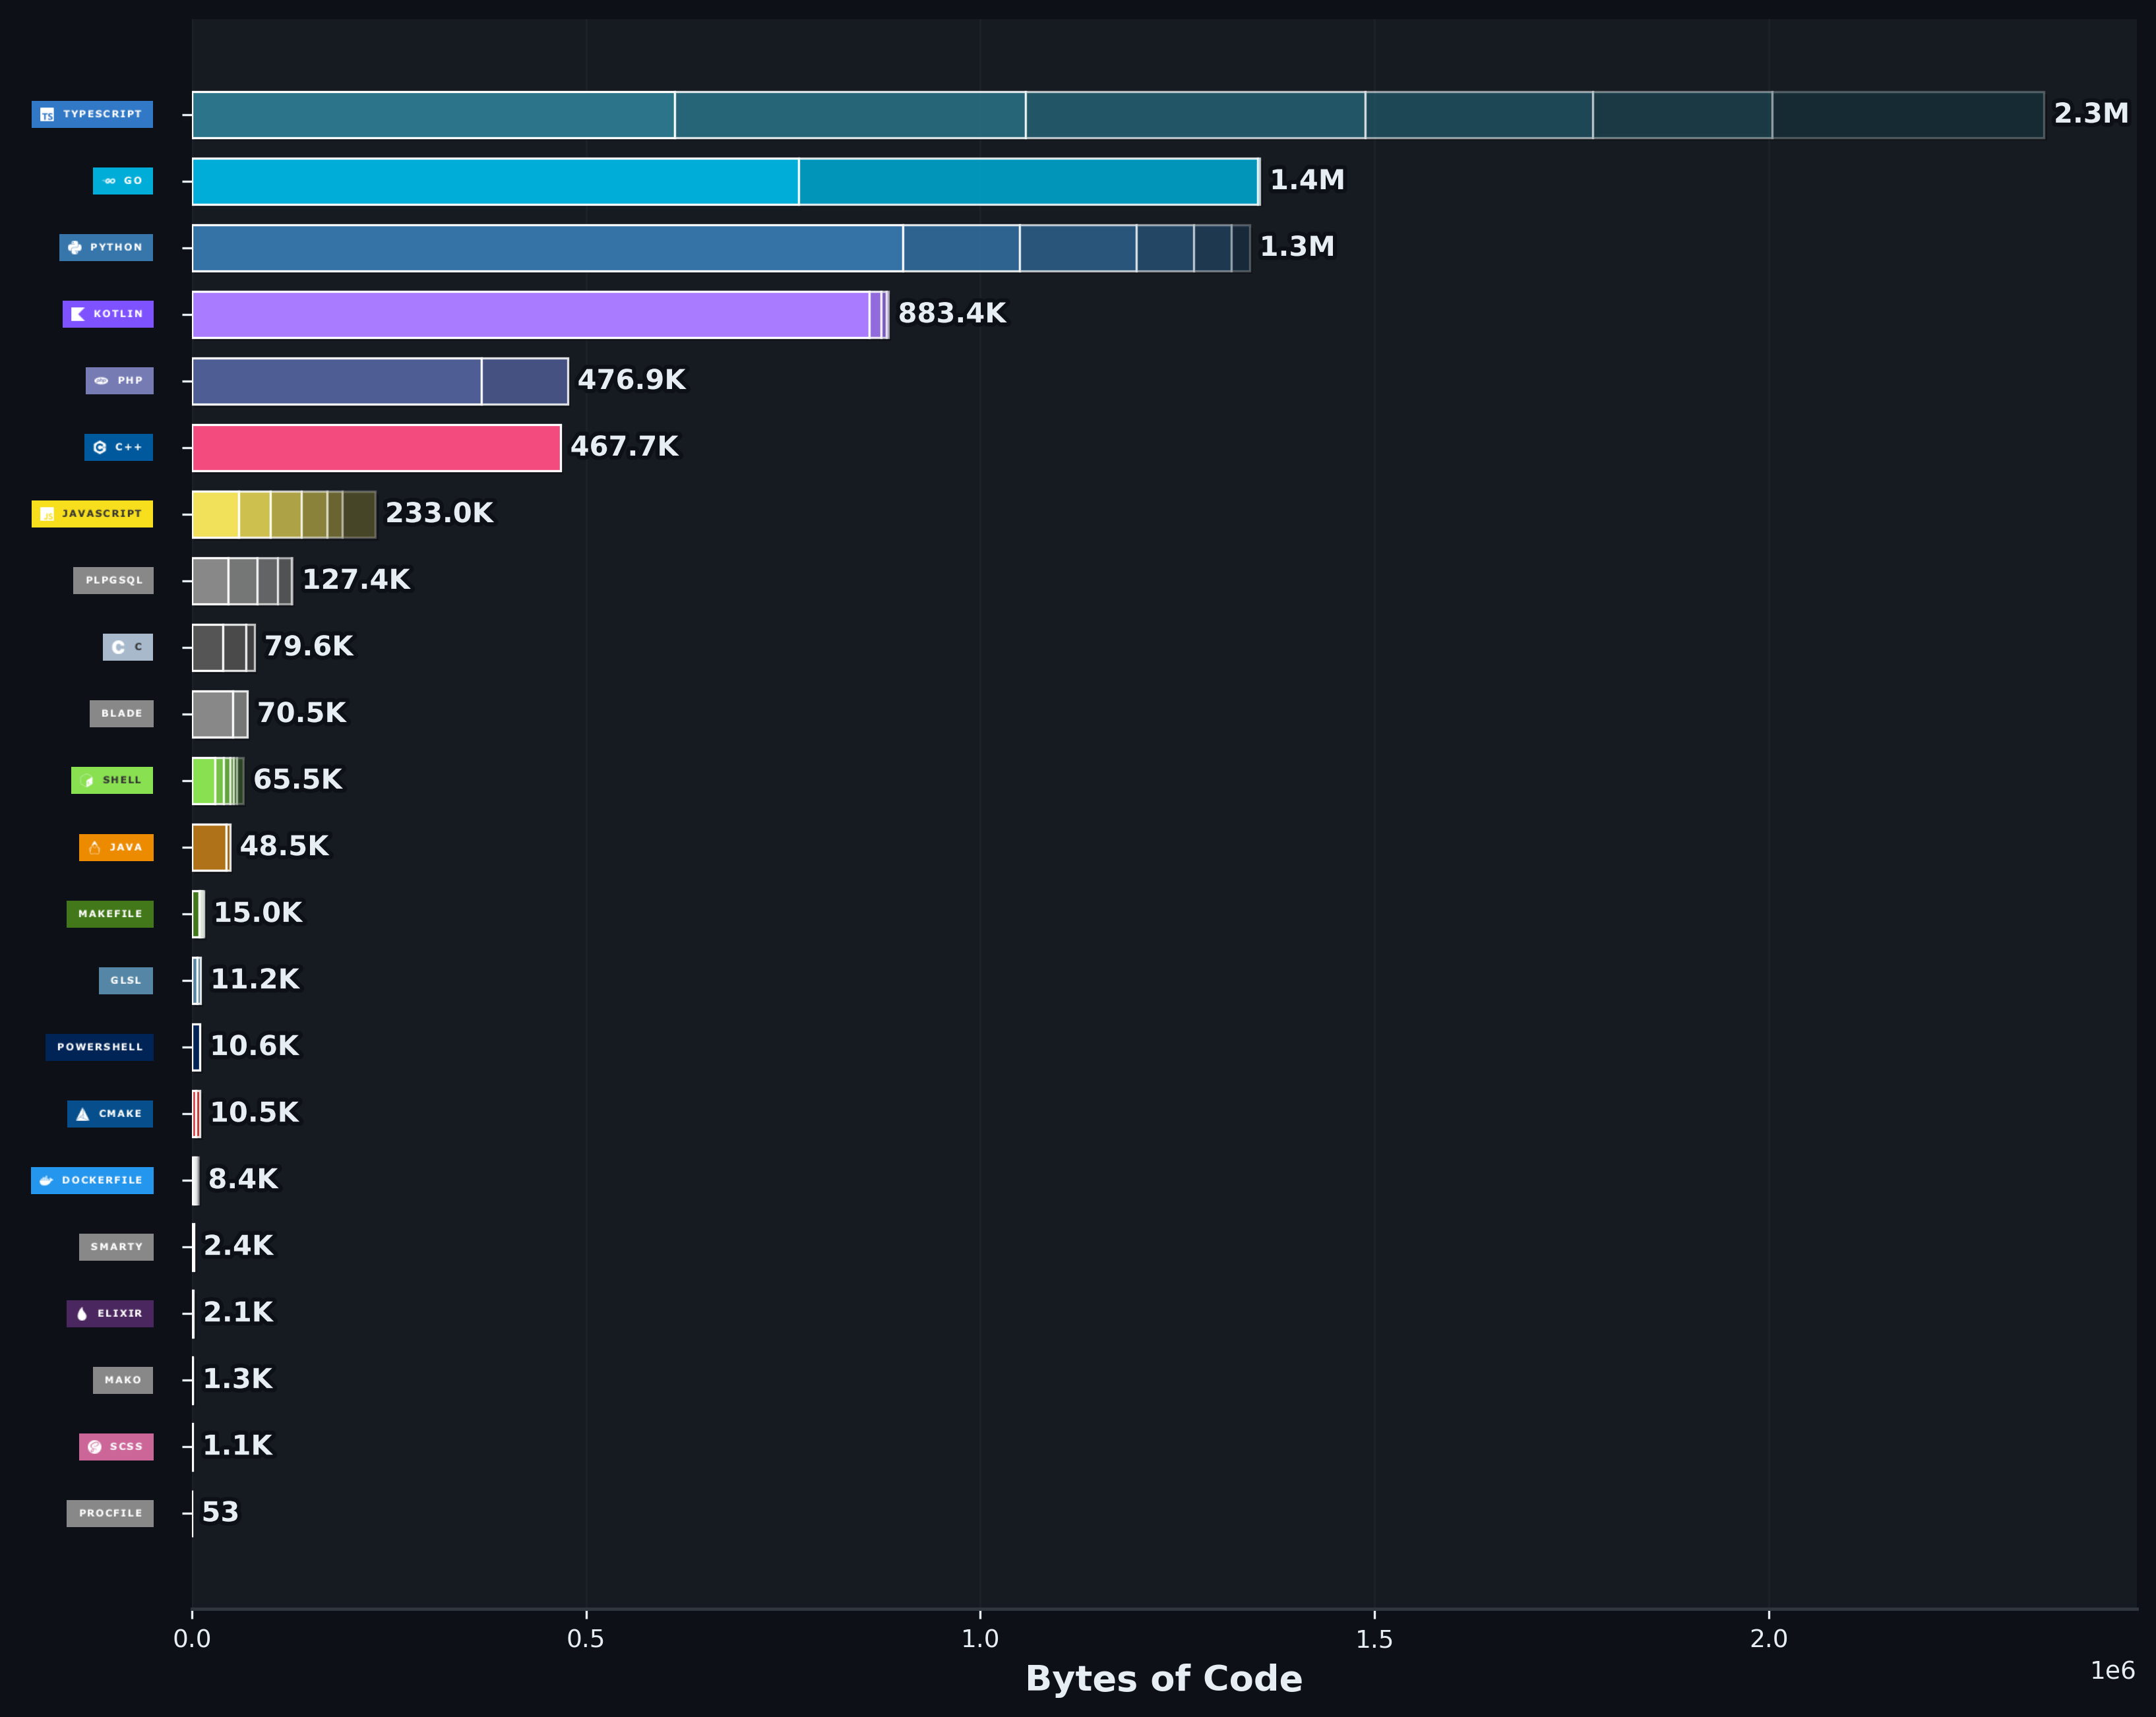 TS TYPESCRIPT 2.3M
GO GO 1.4M
PYTHON 1.3M
KOTLIN 883.4K
php PHP 476.9K
C C++ 467.7K
JS JAVASCRIPT 233.0K
PLPGSQL 127.4K
C C 79.6K
BLADE 70.5K
SHELL 65.5K
JAVA 48.5K
MAKEFILE 15.0K
GLSL 11.2K
POWERSHELL 10.6K
CMAKE 10.5K
DOCKERFILE 8.4K
SMARTY 2.4K
ELIXIR 2.1K
MAKO 1.3K
SCSS 1.1K
PROCFILE 53
0.0 0.5 1.0 1.5 2.0
1e6
Bytes of Code